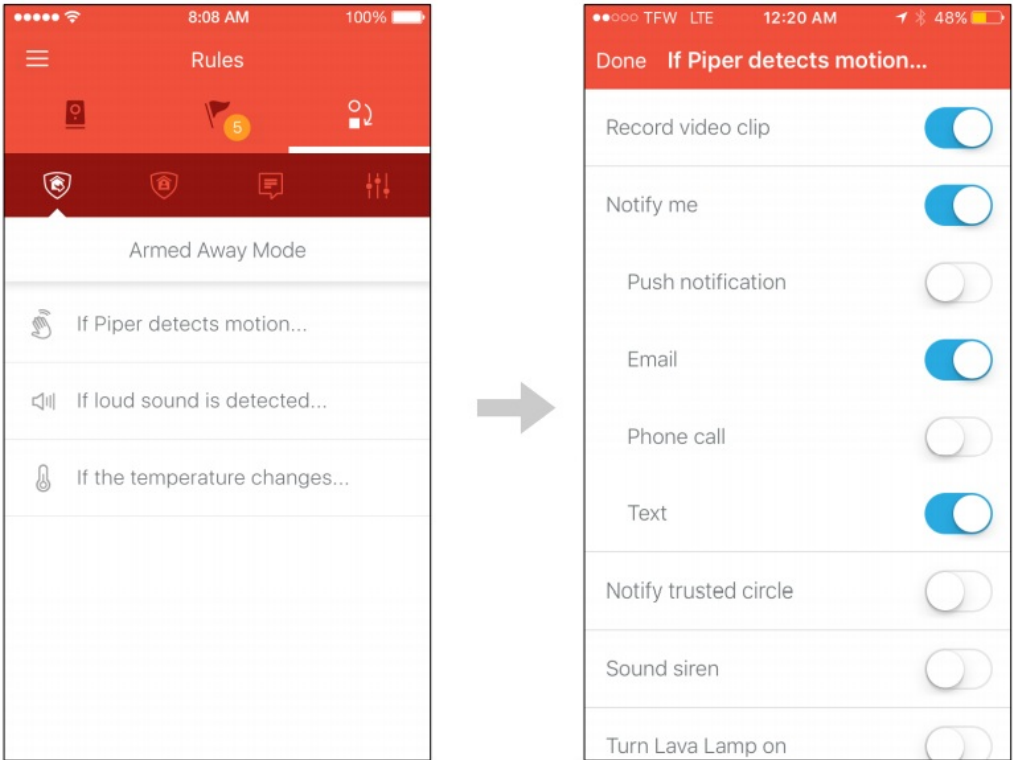 8:08 AM 100%
Rules
5
Armed Away Mode
If Piper detects motion...
If loud sound is detected...
If the temperature changes...
TFW LTE 12:20 AM 48%
Done If Piper detects motion...
Record video clip
Notify me
Push notification
Email
Phone call
Text
Notify trusted circle
Sound siren
Turn Lava Lamp on